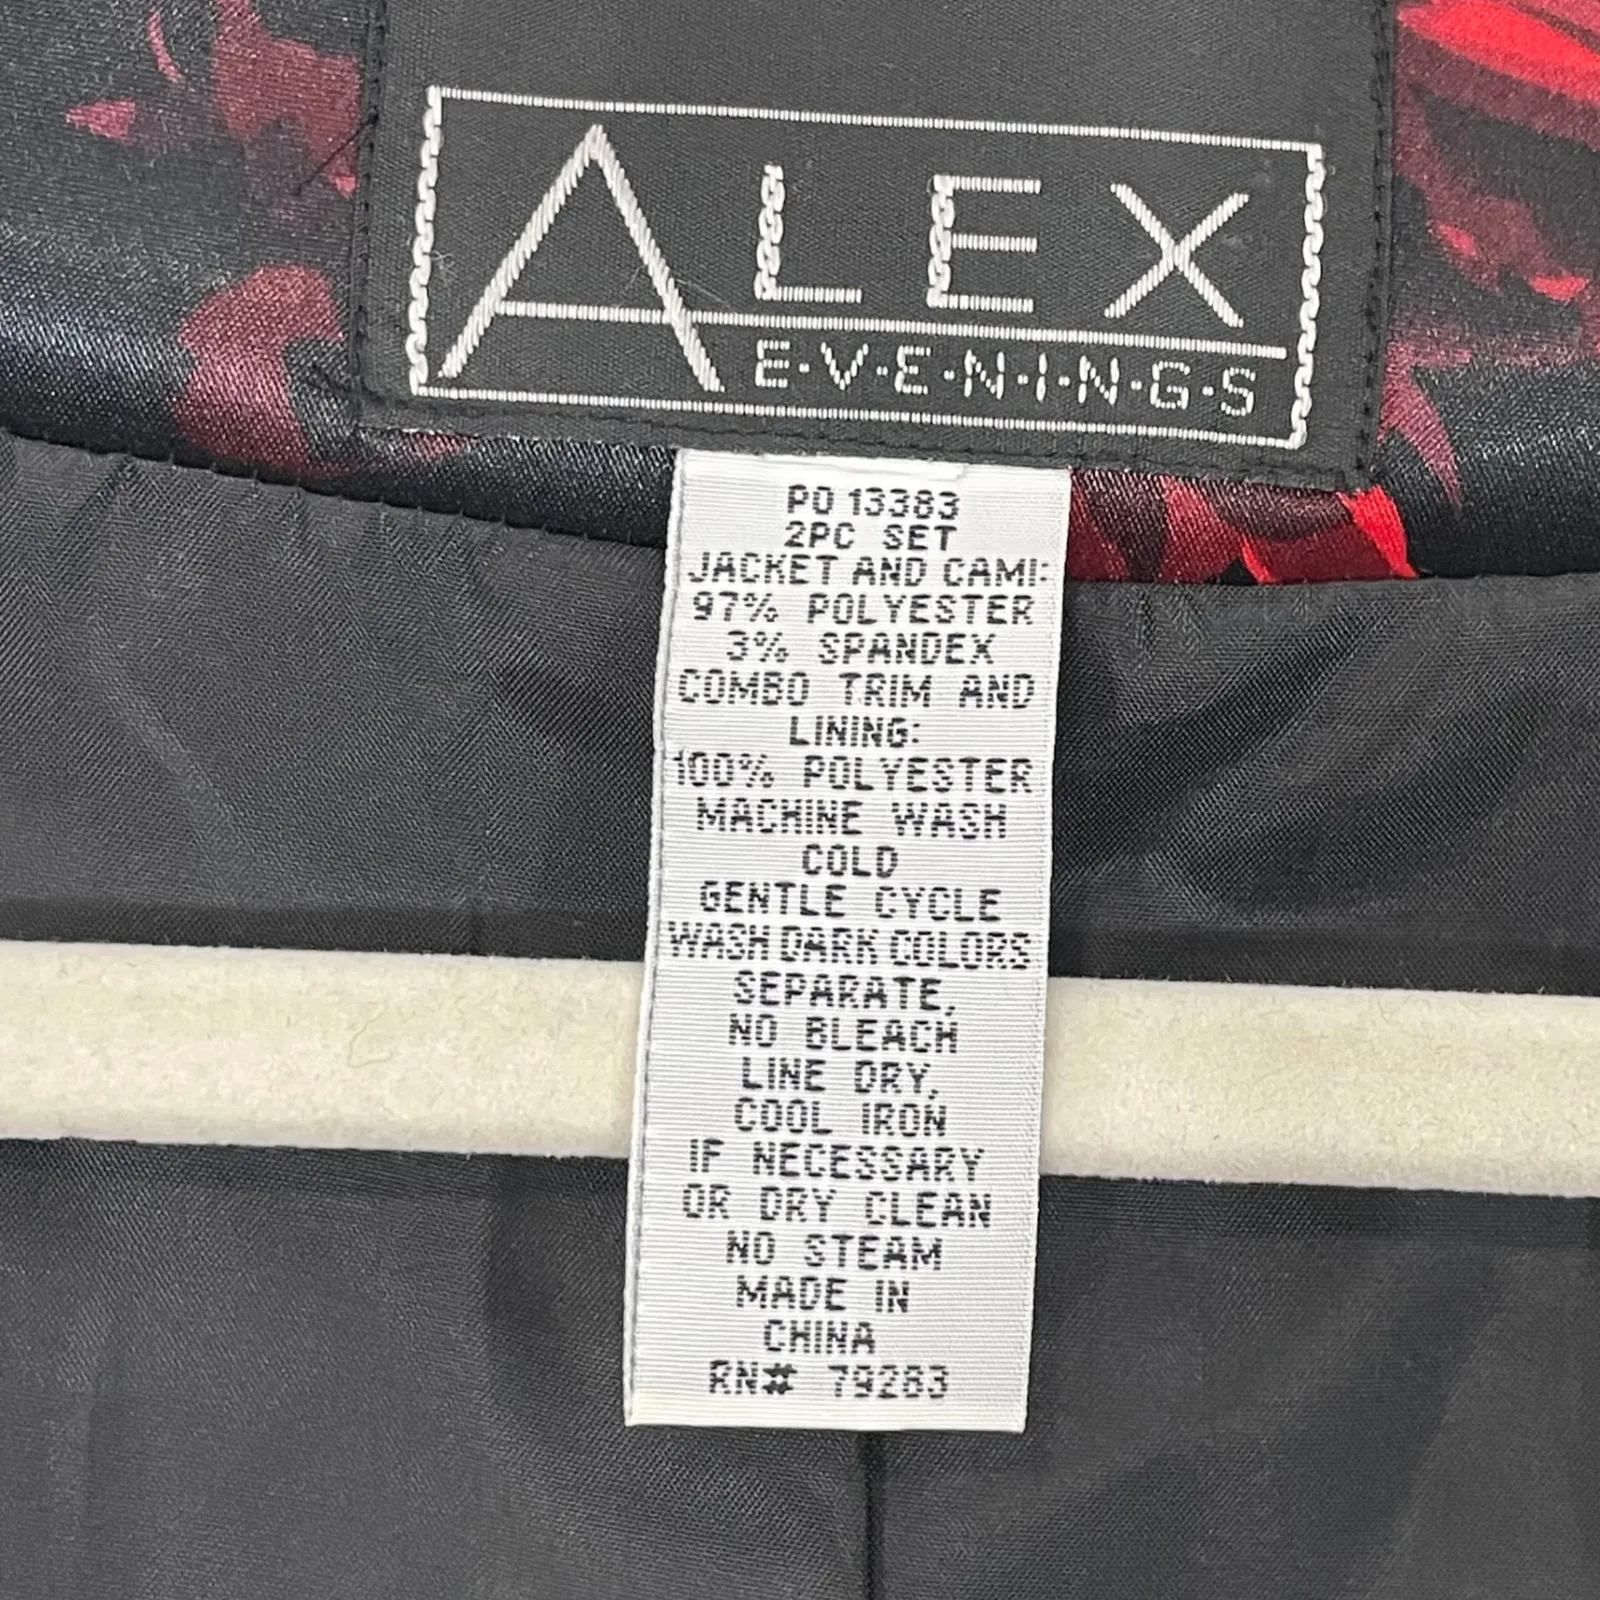 ALEX
E·V·E·N·I·N·G·S
PO 13383
2PC SET
JACKET AND CAMI:
97% POLYESTER
3% SPANDEX
COMBO TRIM AND
LINING:
100% POLYESTER
MACHINE WASH
COLD
GENTLE CYCLE
WASH DARK COLORS
SEPARATE,
NO BLEACH
LINE DRY,
COOL IRON
IF NECESSARY
OR DRY CLEAN
NO STEAM
MADE IN
CHINA
RN# 79283